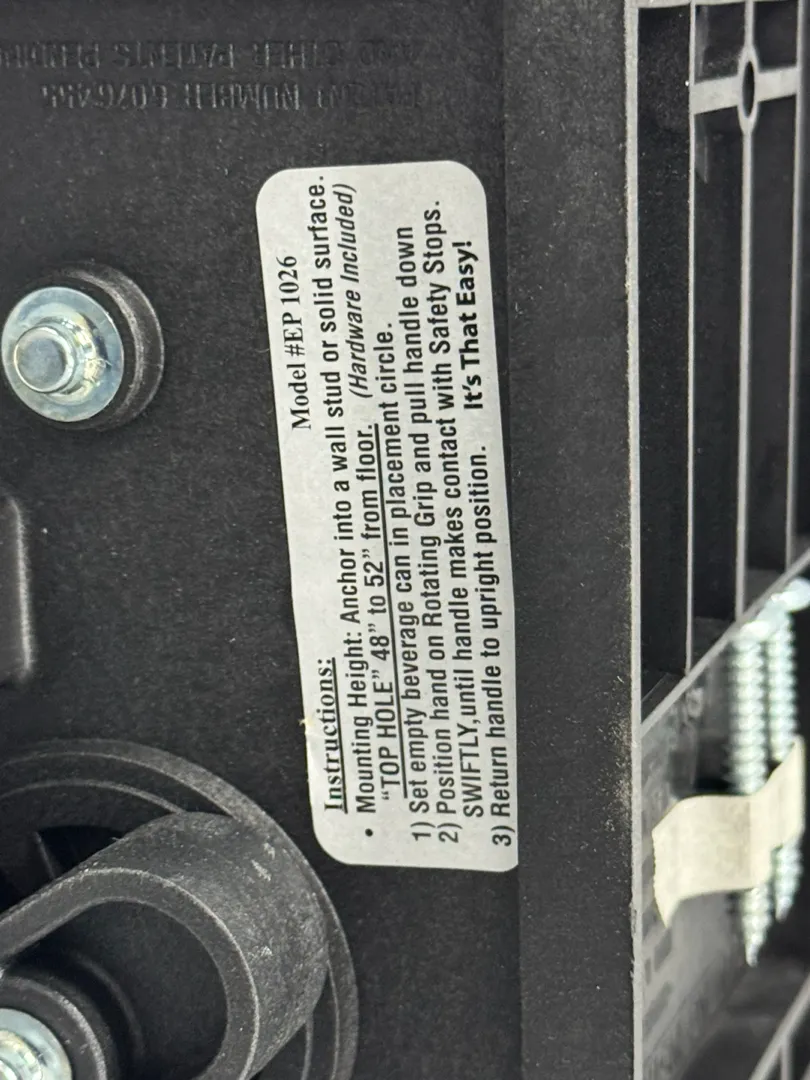 Model #EP 1026
Instructions:
• Mounting Height: Anchor into a wall stud or solid surface.
“TOP HOLE” 48” to 52” from floor. (Hardware Included)
1) Set empty beverage can in placement circle.
2) Position hand on Rotating Grip and pull handle down
SWIFTLY, until handle makes contact with Safety Stops.
3) Return handle to upright position. It's That Easy!
NUMBER
OTHER PATENTS